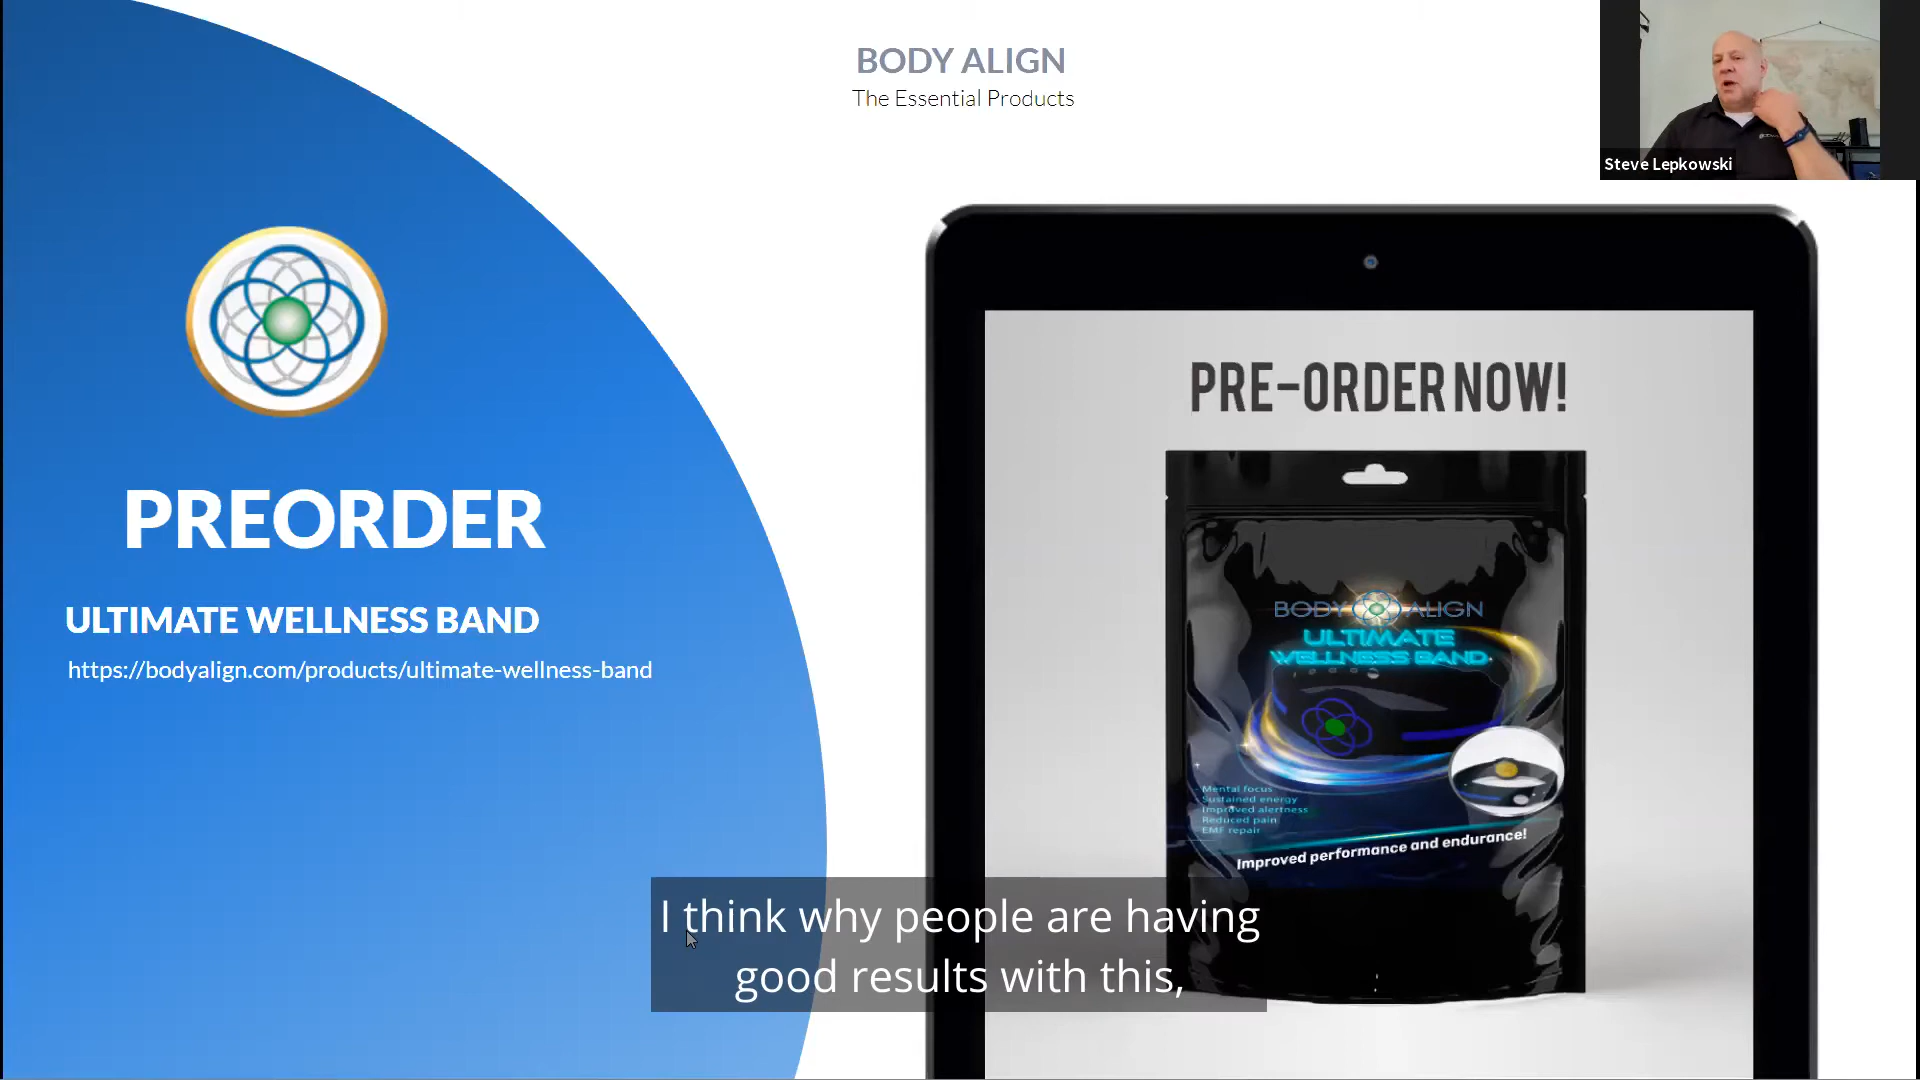 BODY ALIGN
The Essential Products
Steve Lepkowski
PREORDER
ULTIMATE WELLNESS BAND
https://bodyalign.com/products/ultimate-wellness-band
PRE-ORDER NOW!
BODY ALIGN
ULTIMATE
WELLNESS BAND
Mental focus
Sustained energy
Improved alertness
Reduced pain
EMF repair
Improved performance and endurance!
I think why people are having
good results with this,